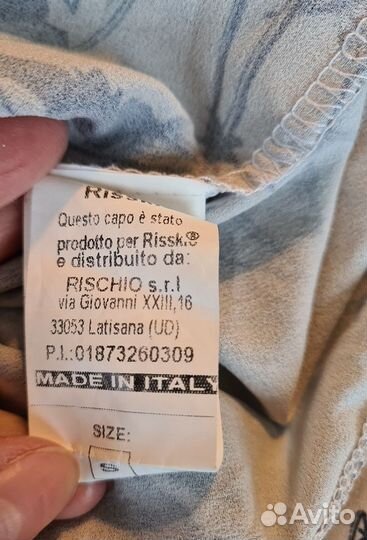 Questo capo è stato
prodotto per Risskio®
e distribuito da:
RISCHIO s.r.l
via Giovanni XXIII,16
33053 Latisana (UD)
P.I.:01873260309
MADE IN ITALY
SIZE:
S
Avito